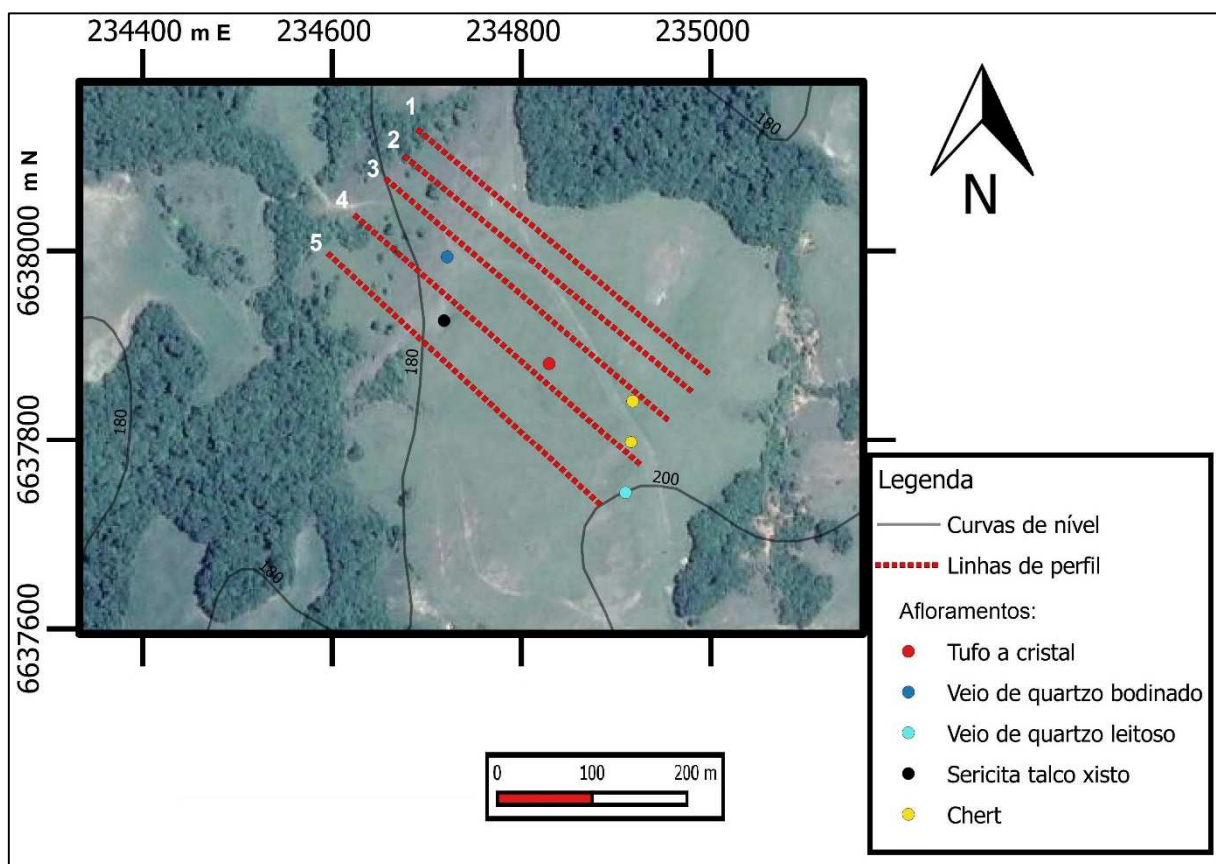 234400 m E 234600 234800 235000
N
6638000 m N
6637800
6637600
1
2
3
4
5
180
180
180
180
200
Legenda
Curvas de nível
Linhas de perfil
Afloramentos:
Tufo a cristal
Veio de quartzo bodinado
Veio de quartzo leitoso
Sericita talco xisto
Chert
0 100 200 m